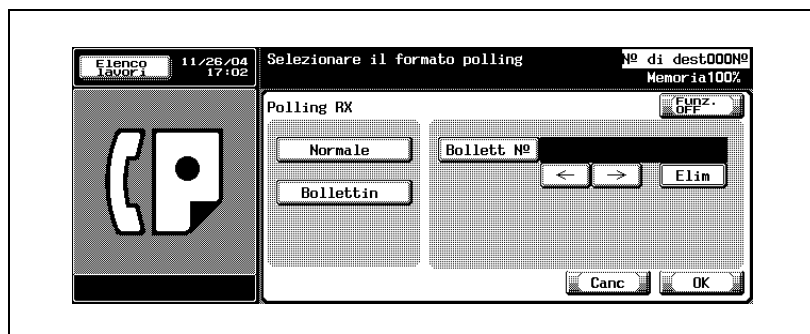 Elenco lavori
11/26/04
17:02
Selezionare il formato polling
Nº di dest000Nº
Memoria100%
Polling RX
Funz. OFF
Normale
Bollettin
Bollett Nº
← →
Elim
Canc
OK